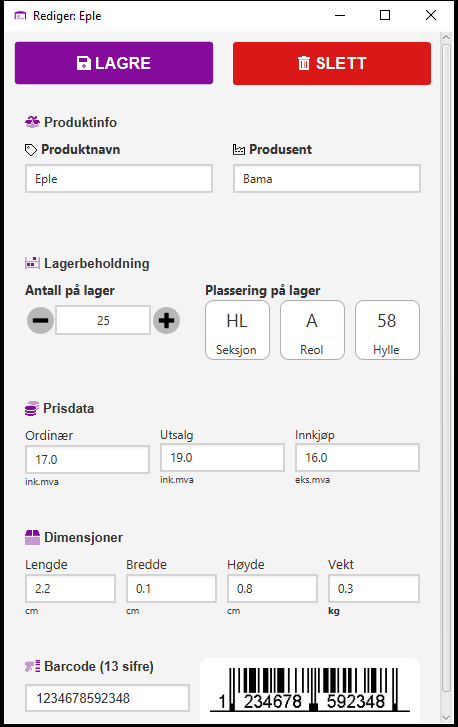 Rediger: Eple
LAGRE SLETT
Produktinfo
Produktnavn Produsent
Eple Bama
Lagerbeholdning
Antall på lager Plassering på lager
25 HL A 58
Seksjon Reol Hylle
Prisdata
Ordinær Utsalg Innkjøp
17.0 19.0 16.0
ink.mva ink.mva eks.mva
Dimensjoner
Lengde Bredde Høyde Vekt
2.2 0.1 0.8 0.3
cm cm cm kg
Barcode (13 sifre)
1234678592348 1 234678 592348